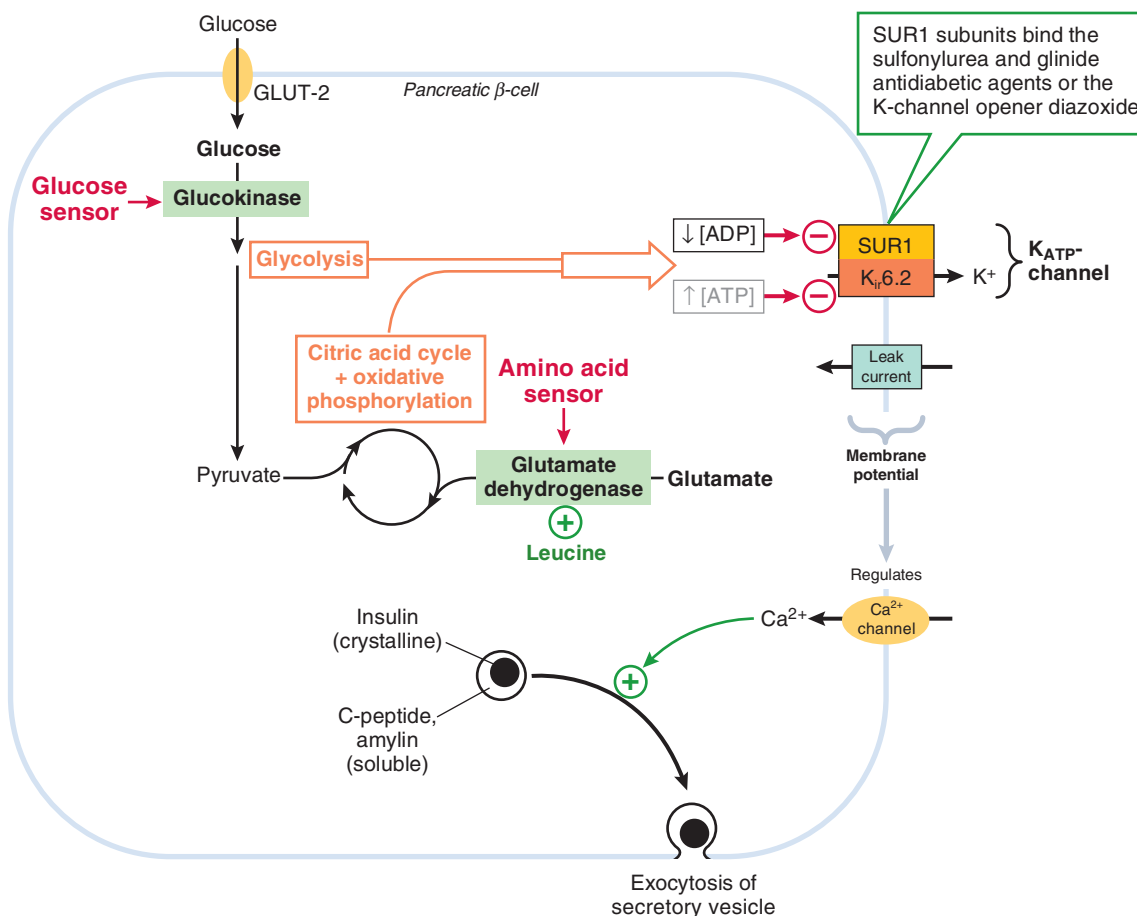 Glucose
GLUT-2
Pancreatic β-cell
SUR1 subunits bind the
sulfonylurea and glinide
antidiabetic agents or the
K-channel opener diazoxide
Glucose
Glucose
sensor
Glucokinase
Glycolysis
↓ [ADP]
−
SUR1
K_ir6.2
K⁺
K_ATP-
channel
↑ [ATP]
−
Leak
current
Citric acid cycle
+ oxidative
phosphorylation
Amino acid
sensor
Membrane
potential
Pyruvate
Glutamate
dehydrogenase
Glutamate
+
Leucine
Regulates
Ca²⁺
Ca²⁺
channel
Insulin
(crystalline)
+
C-peptide,
amylin
(soluble)
Exocytosis of
secretory vesicle